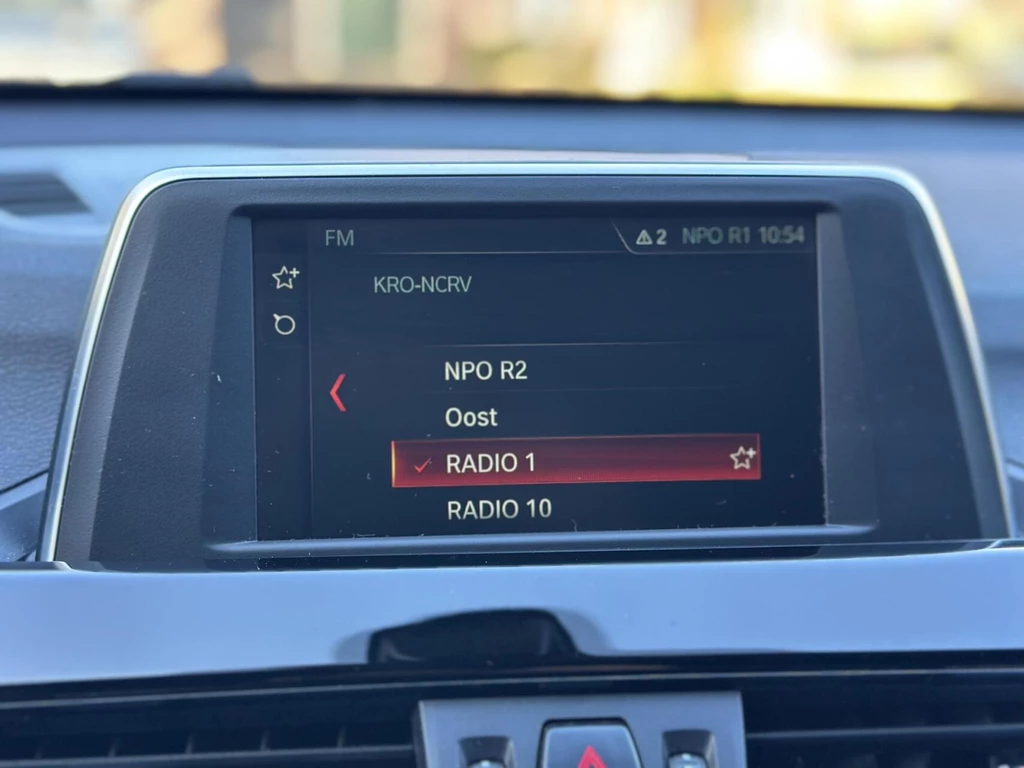 FM
2 NPO R1 10:54
KRO-NCRV
NPO R2
Oost
RADIO 1
RADIO 10